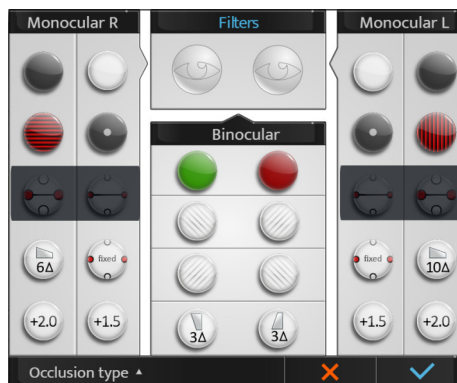 Monocular R
Filters
Monocular L
Binocular
6Δ
fixed
fixed
10Δ
+2.0
+1.5
3Δ
3Δ
+1.5
+2.0
Occlusion type ▲